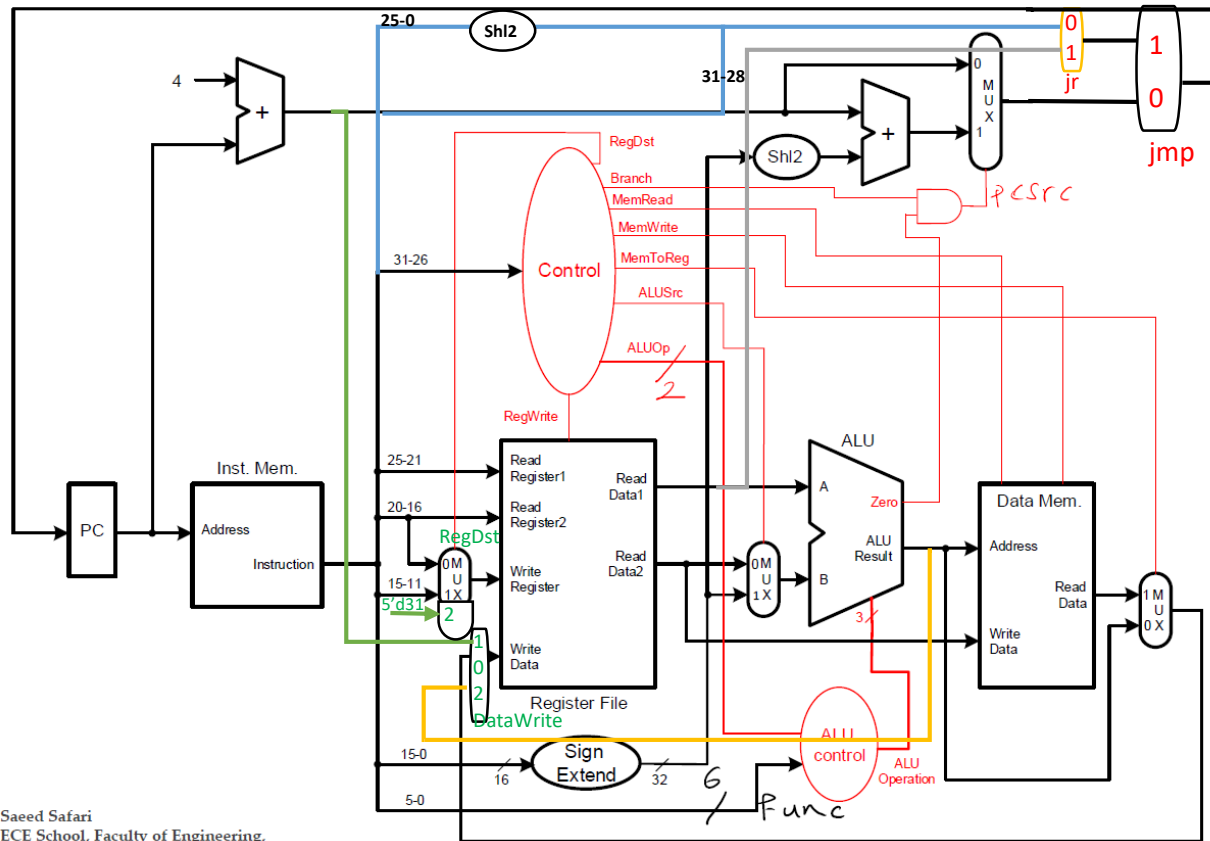 25-0
Shl2
0
1
jr
1
0
jmp
31-28
4
+
0
M
U
X
1
+
Shl2
RegDst
Branch
PCSrc
MemRead
MemWrite
Control
31-26
MemToReg
ALUSrc
ALUOp
2
RegWrite
ALU
Inst. Mem.
25-21
Read
Register1
Read
Data1
A
Zero
Data Mem.
PC
Address
20-16
Read
Register2
RegDst
ALU
Result
Address
Instruction
0 M
U
1 X
Write
Register
Read
Data2
0 M
U
1 X
B
Read
Data
1 M
U
0 X
15-11
5'd31
2
3
Write
Data
1
0
2
Write
Data
Register File
DataWrite
ALU
control
15-0
16
Sign
Extend
32
6
ALU
Operation
5-0
Func
Saeed Safari
ECE School, Faculty of Engineering,